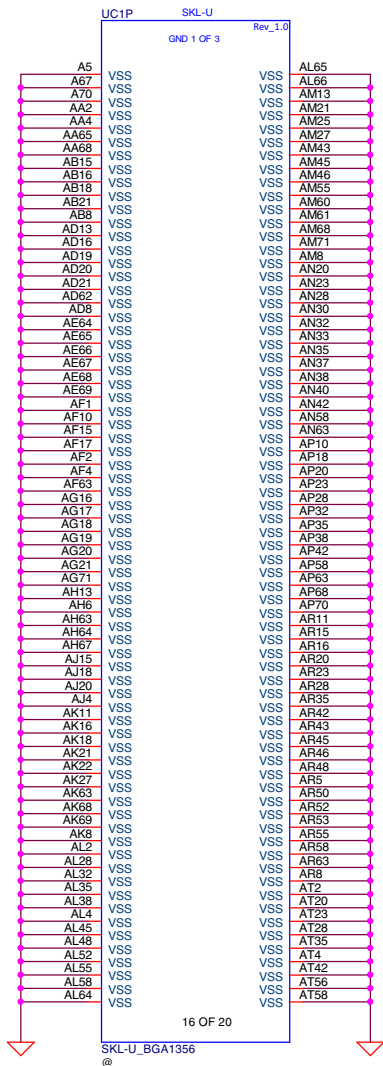 UC1P SKL-U
Rev_1.0
GND 1 OF 3
A5 VSS VSS AL65
A67 VSS VSS AL66
A70 VSS VSS AM13
AA2 VSS VSS AM21
AA4 VSS VSS AM25
AA65 VSS VSS AM27
AA68 VSS VSS AM43
AB15 VSS VSS AM45
AB16 VSS VSS AM46
AB18 VSS VSS AM55
AB21 VSS VSS AM60
AB8 VSS VSS AM61
AD13 VSS VSS AM68
AD16 VSS VSS AM71
AD19 VSS VSS AM8
AD20 VSS VSS AN20
AD21 VSS VSS AN23
AD62 VSS VSS AN28
AD8 VSS VSS AN30
AE64 VSS VSS AN32
AE65 VSS VSS AN33
AE66 VSS VSS AN35
AE67 VSS VSS AN37
AE68 VSS VSS AN38
AE69 VSS VSS AN40
AF1 VSS VSS AN42
AF10 VSS VSS AN58
AF15 VSS VSS AN63
AF17 VSS VSS AP10
AF2 VSS VSS AP18
AF4 VSS VSS AP20
AF63 VSS VSS AP23
AG16 VSS VSS AP28
AG17 VSS VSS AP32
AG18 VSS VSS AP35
AG19 VSS VSS AP38
AG20 VSS VSS AP42
AG21 VSS VSS AP58
AG71 VSS VSS AP63
AH13 VSS VSS AP68
AH6 VSS VSS AP70
AH63 VSS VSS AR11
AH64 VSS VSS AR15
AH67 VSS VSS AR16
AJ15 VSS VSS AR20
AJ18 VSS VSS AR23
AJ20 VSS VSS AR28
AJ4 VSS VSS AR35
AK11 VSS VSS AR42
AK16 VSS VSS AR43
AK18 VSS VSS AR45
AK21 VSS VSS AR46
AK22 VSS VSS AR48
AK27 VSS VSS AR5
AK63 VSS VSS AR50
AK68 VSS VSS AR52
AK69 VSS VSS AR53
AK8 VSS VSS AR55
AL2 VSS VSS AR58
AL28 VSS VSS AR63
AL32 VSS VSS AR8
AL35 VSS VSS AT2
AL38 VSS VSS AT20
AL4 VSS VSS AT23
AL45 VSS VSS AT28
AL48 VSS VSS AT35
AL52 VSS VSS AT4
AL55 VSS VSS AT42
AL58 VSS VSS AT56
AL64 VSS VSS AT58
16 OF 20
SKL-U_BGA1356
@